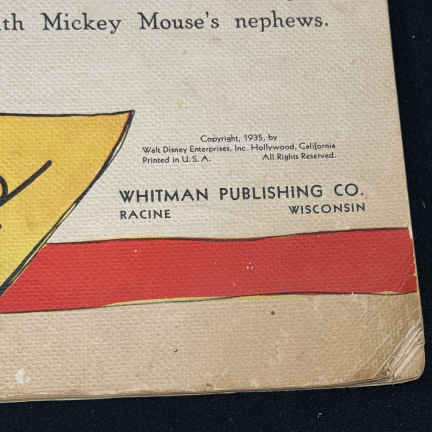 ith Mickey Mouse's nephews.
Copyright, 1935, by
Walt Disney Enterprises, Inc. Hollywood, California
Printed in U. S. A. All Rights Reserved.
WHITMAN PUBLISHING CO.
RACINE WISCONSIN